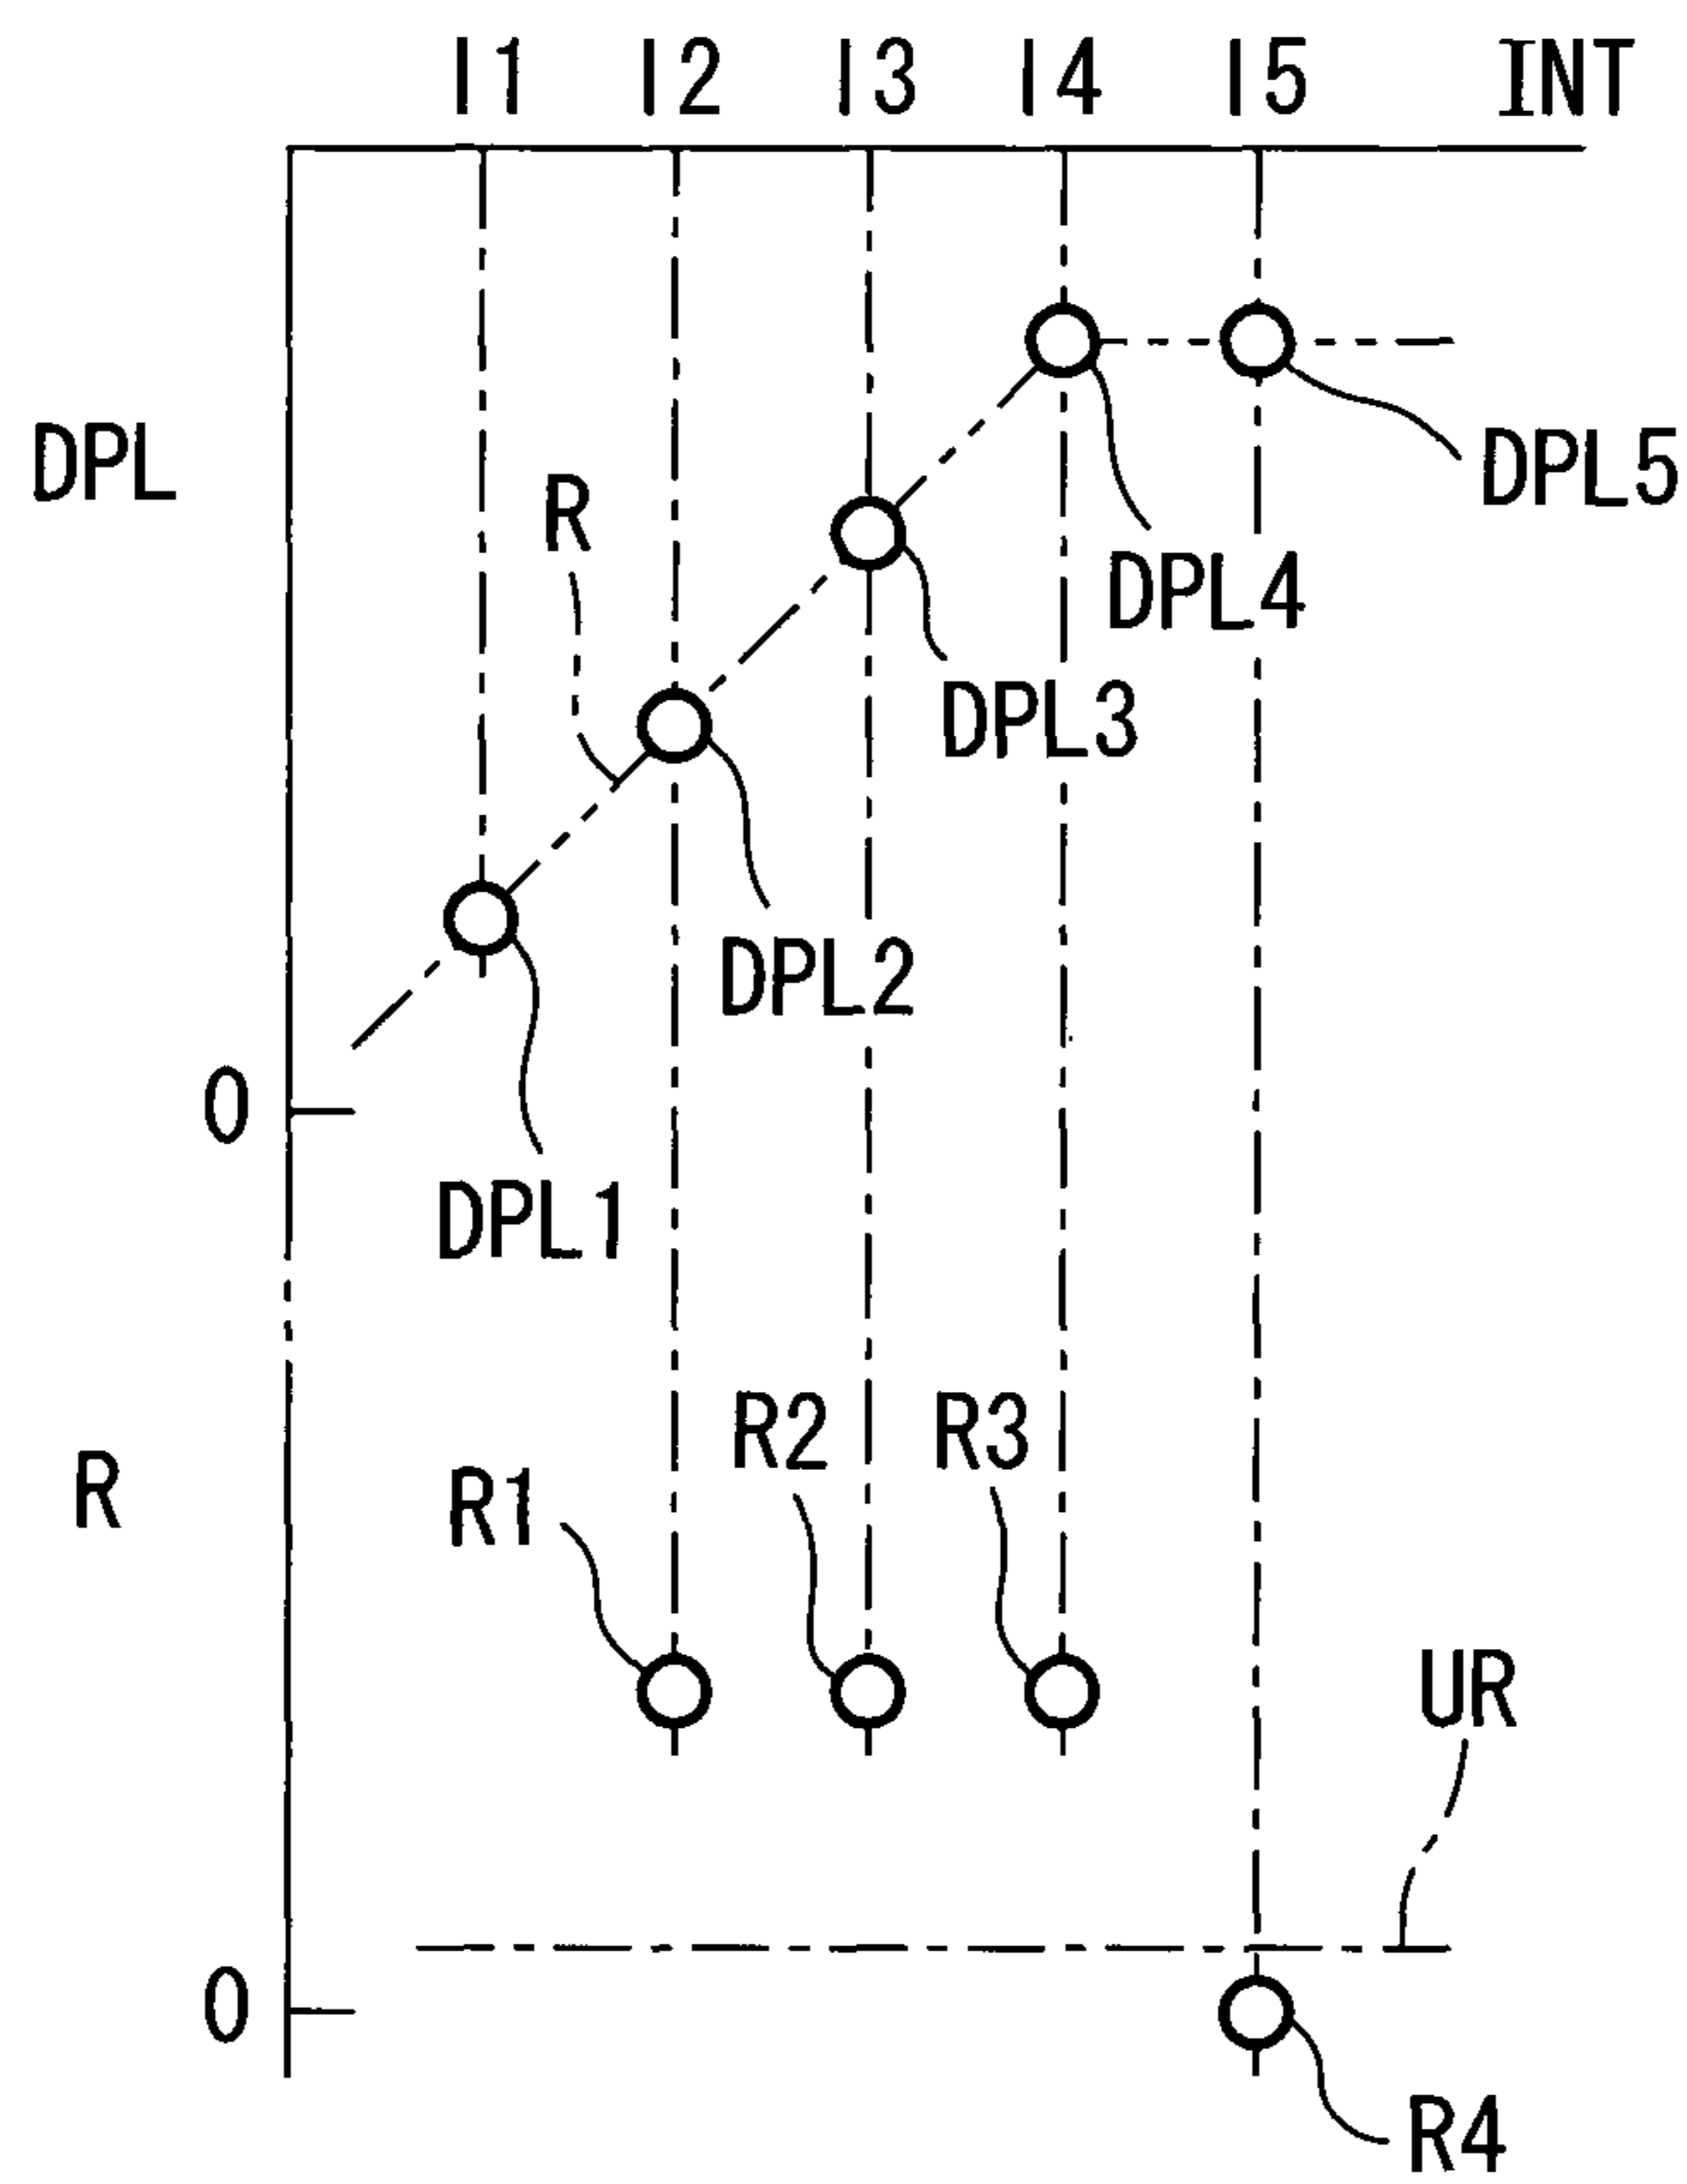 I1 I2 I3 I4 I5 INT
DPL
R
DPL5
DPL4
DPL3
DPL2
0
DPL1
R
R1
R2
R3
UR
0
R4